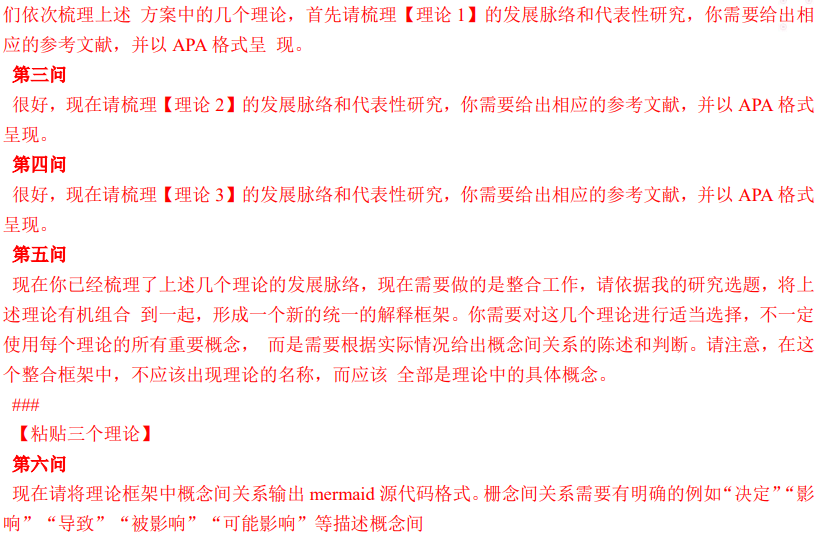 们依次梳理上述 方案中的几个理论，首先请梳理【理论 1】的发展脉络和代表性研究，你需要给出相
应的参考文献，并以 APA 格式呈 现。
第三问
很好，现在请梳理【理论 2】的发展脉络和代表性研究，你需要给出相应的参考文献，并以 APA 格式
呈现。
第四问
很好，现在请梳理【理论 3】的发展脉络和代表性研究，你需要给出相应的参考文献，并以 APA 格式
呈现。
第五问
现在你已经梳理了上述几个理论的发展脉络，现在需要做的是整合工作，请依据我的研究选题，将上
述理论有机组合 到一起，形成一个新的统一的解释框架。你需要对这几个理论进行适当选择，不一定
使用每个理论的所有重要概念， 而是需要根据实际情况给出概念间关系的陈述和判断。请注意，在这
个整合框架中，不应该出现理论的名称，而应该 全部是理论中的具体概念。
###
【粘贴三个理论】
第六问
现在请将理论框架中概念间关系输出 mermaid 源代码格式。栅念间关系需要有明确的例如“决定”“影
响” “导致” “被影响” “可能影响”等描述概念间